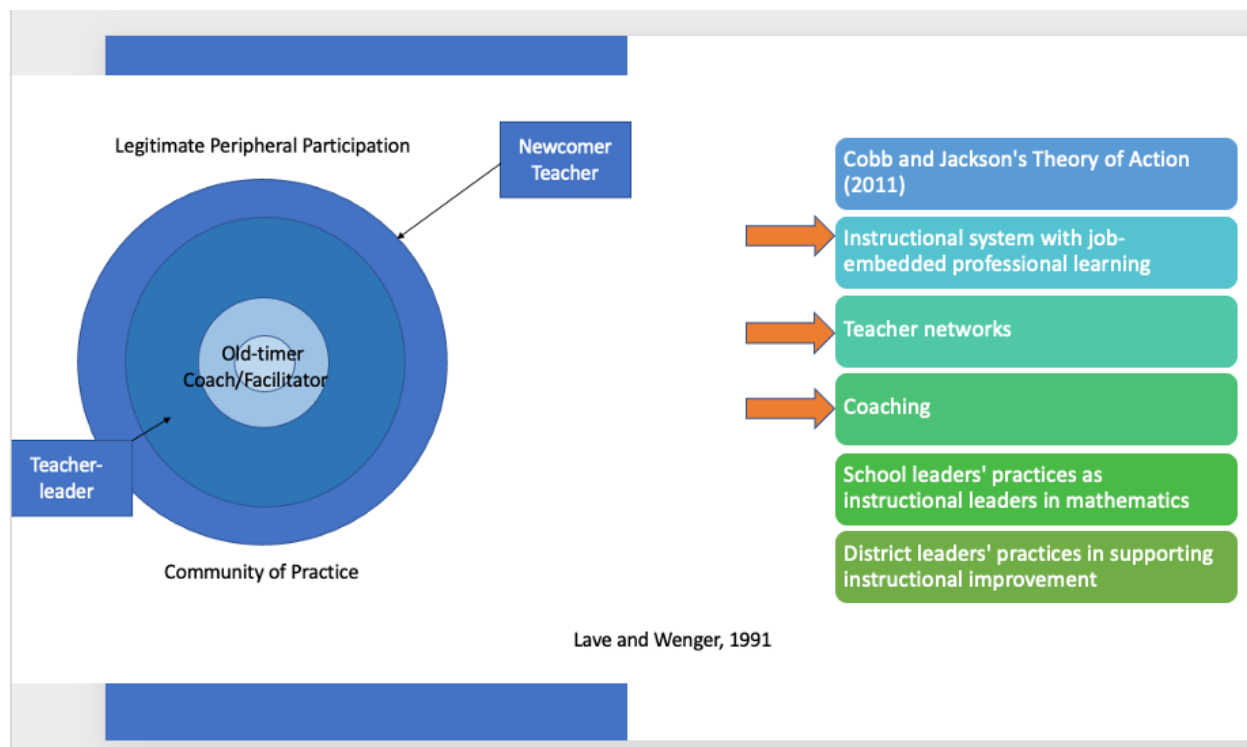 Legitimate Peripheral Participation
Newcomer
Teacher
Old-timer
Coach/Facilitator
Teacher-
leader
Community of Practice
Cobb and Jackson's Theory of Action
(2011)
Instructional system with job-
embedded professional learning
Teacher networks
Coaching
School leaders' practices as
instructional leaders in mathematics
District leaders' practices in supporting
instructional improvement
Lave and Wenger, 1991